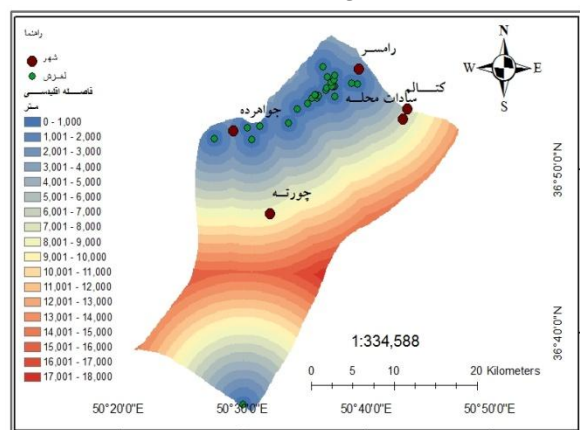 راهنما
شهر
لغزش
فاصله اقلیدسی
متر
0 - 1,000
1,001 - 2,000
2,001 - 3,000
3,001 - 4,000
4,001 - 5,000
5,001 - 6,000
6,001 - 7,000
7,001 - 8,000
8,001 - 9,000
9,001 - 10,000
10,001 - 11,000
11,001 - 12,000
12,001 - 13,000
13,001 - 14,000
14,001 - 15,000
15,001 - 16,000
16,001 - 17,000
17,001 - 18,000
رامسر
کتالم
سادات محله
جواهرده
چورته
N
W E
S
36°50'0"N
36°40'0"N
1:334,588
0 5 10 20 Kilometers
50°20'0"E 50°30'0"E 50°40'0"E 50°50'0"E